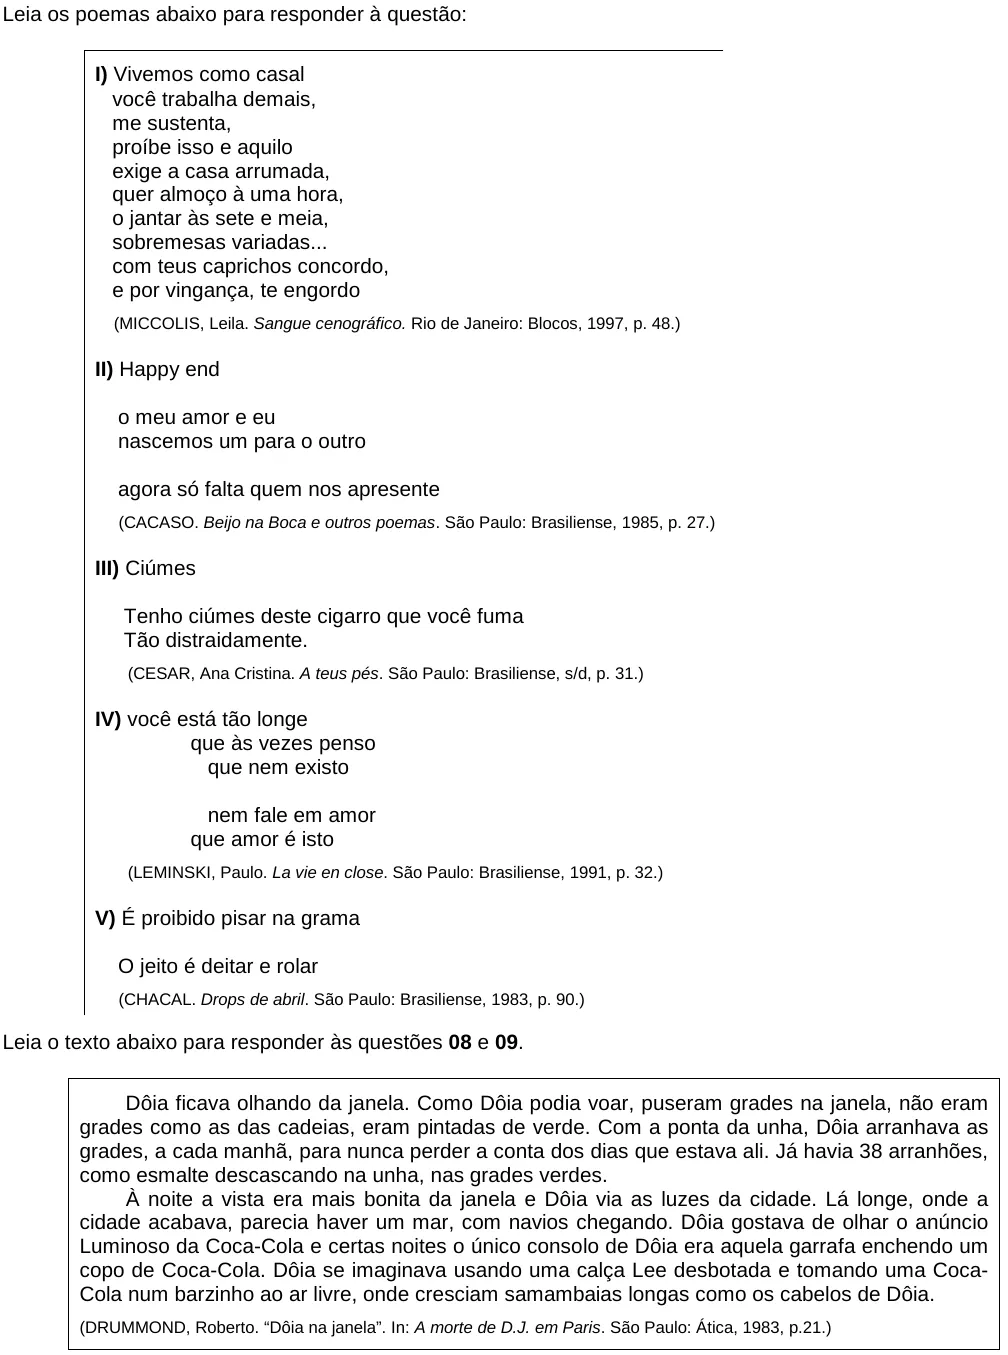 Leia os poemas abaixo para responder à questão:
I) Vivemos como casal
você trabalha demais,
me sustenta,
proíbe isso e aquilo
exige a casa arrumada,
quer almoço à uma hora,
o jantar às sete e meia,
sobremesas variadas...
com teus caprichos concordo,
e por vingança, te engordo
(MICCOLIS, Leila. Sangue cenográfico. Rio de Janeiro: Blocos, 1997, p. 48.)
II) Happy end
o meu amor e eu
nascemos um para o outro
agora só falta quem nos apresente
(CACASO. Beijo na Boca e outros poemas. São Paulo: Brasiliense, 1985, p. 27.)
III) Ciúmes
Tenho ciúmes deste cigarro que você fuma
Tão distraidamente.
(CESAR, Ana Cristina. A teus pés. São Paulo: Brasiliense, s/d, p. 31.)
IV) você está tão longe
que às vezes penso
que nem existo
nem fale em amor
que amor é isto
(LEMINSKI, Paulo. La vie en close. São Paulo: Brasiliense, 1991, p. 32.)
V) É proibido pisar na grama
O jeito é deitar e rolar
(CHACAL. Drops de abril. São Paulo: Brasiliense, 1983, p. 90.)
Leia o texto abaixo para responder às questões 08 e 09.
Dôia ficava olhando da janela. Como Dôia podia voar, puseram grades na janela, não eram
grades como as das cadeias, eram pintadas de verde. Com a ponta da unha, Dôia arranhava as
grades, a cada manhã, para nunca perder a conta dos dias que estava ali. Já havia 38 arranhões,
como esmalte descascando na unha, nas grades verdes.
À noite a vista era mais bonita da janela e Dôia via as luzes da cidade. Lá longe, onde a
cidade acabava, parecia haver um mar, com navios chegando. Dôia gostava de olhar o anúncio
Luminoso da Coca-Cola e certas noites o único consolo de Dôia era aquela garrafa enchendo um
copo de Coca-Cola. Dôia se imaginava usando uma calça Lee desbotada e tomando uma Coca-
Cola num barzinho ao ar livre, onde cresciam samambaias longas como os cabelos de Dôia.
(DRUMMOND, Roberto. “Dôia na janela”. In: A morte de D.J. em Paris. São Paulo: Ática, 1983, p.21.)